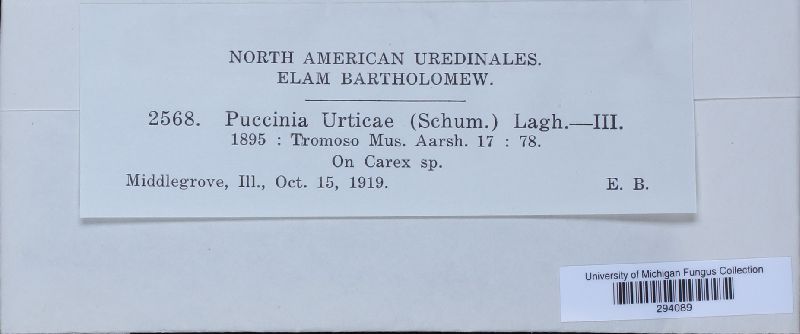 NORTH AMERICAN UREDINALES.
ELAM BARTHOLOMEW.
2568. Puccinia Urticae (Schum.) Lagh.—III.
1895 : Tromoso Mus. Aarsh. 17 : 78.
On Carex sp.
Middlegrove, Ill., Oct. 15, 1919. E. B.
University of Michigan Fungus Collection
294089